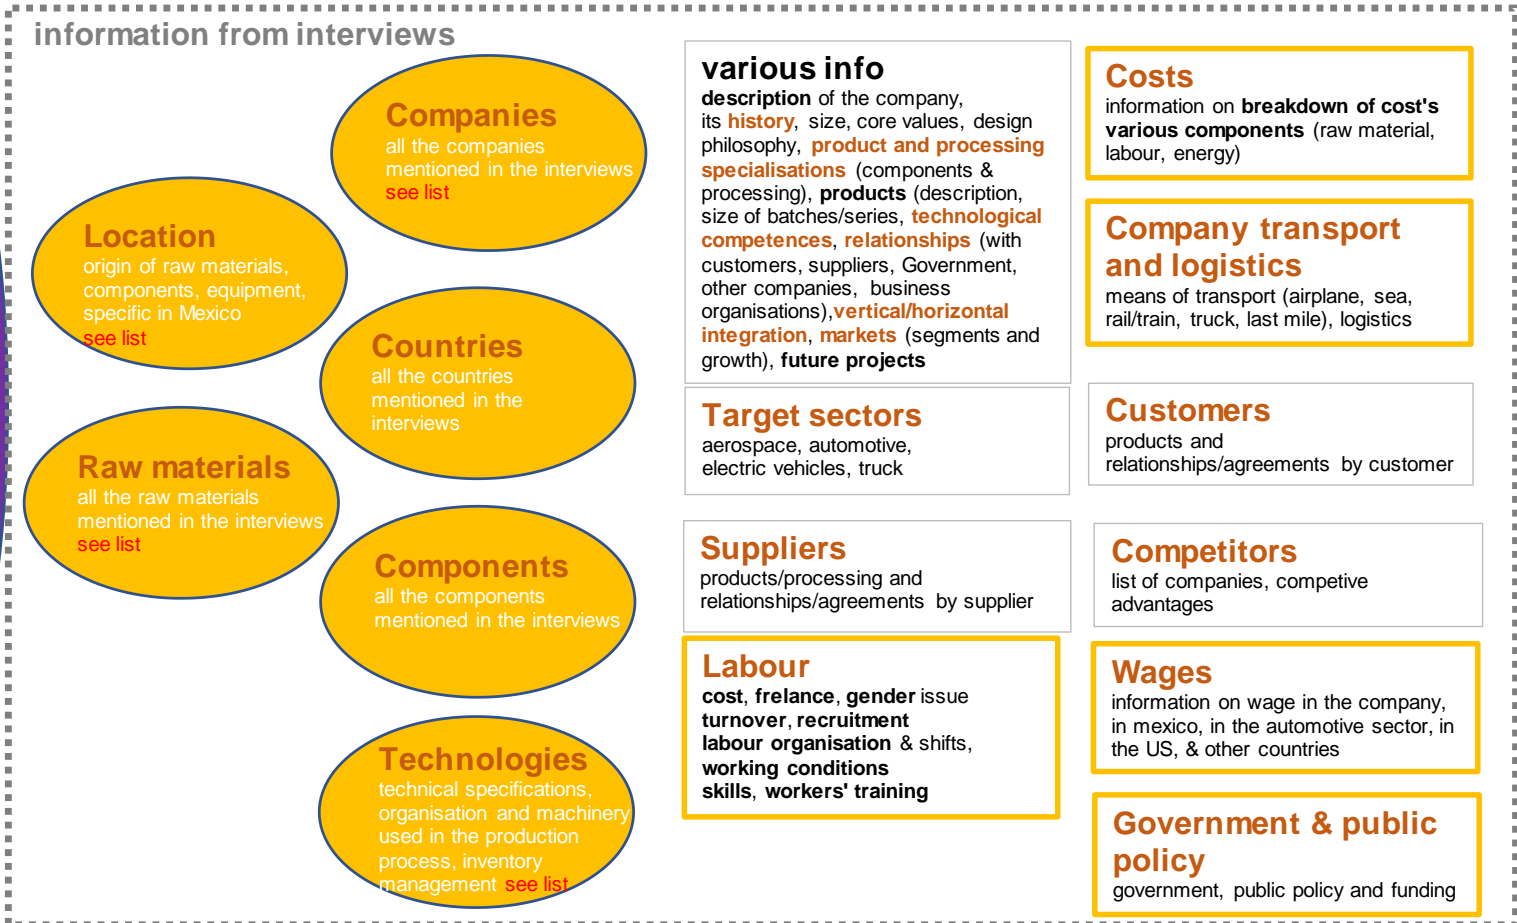 information from interviews
Companies
all the companies
mentioned in the interviews
see list
Location
origin of raw materials,
components, equipment,
specific in Mexico
see list
Countries
all the countries
mentioned in the
interviews
Raw materials
all the raw materials
mentioned in the interviews
see list
Components
all the components
mentioned in the interviews
Technologies
technical specifications,
organisation and machinery
used in the production
process, inventory
management see list
various info
description of the company,
its history, size, core values, design
philosophy, product and processing
specialisations (components &
processing), products (description,
size of batches/series, technological
competences, relationships (with
customers, suppliers, Government,
other companies, business
organisations),vertical/horizontal
integration, markets (segments and
growth), future projects
Target sectors
aerospace, automotive,
electric vehicles, truck
Suppliers
products/processing and
relationships/agreements by supplier
Labour
cost, frelance, gender issue
turnover, recruitment
labour organisation & shifts,
working conditions
skills, workers' training
Costs
information on breakdown of cost's
various components (raw material,
labour, energy)
Company transport
and logistics
means of transport (airplane, sea,
rail/train, truck, last mile), logistics
Customers
products and
relationships/agreements by customer
Competitors
list of companies, competive
advantages
Wages
information on wage in the company,
in mexico, in the automotive sector, in
the US, & other countries
Government & public
policy
government, public policy and funding